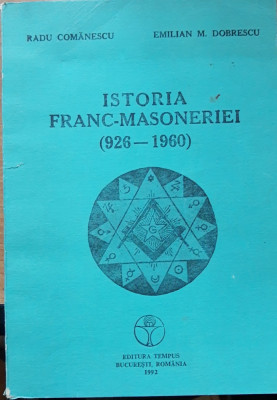 RADU COMĂNESCU EMILIAN M. DOBRESCU
ISTORIA
FRANC-MASONERIEI
(926 — 1960)
G
EDITURA TEMPUS
BUCUREȘTI, ROMÂNIA
1992